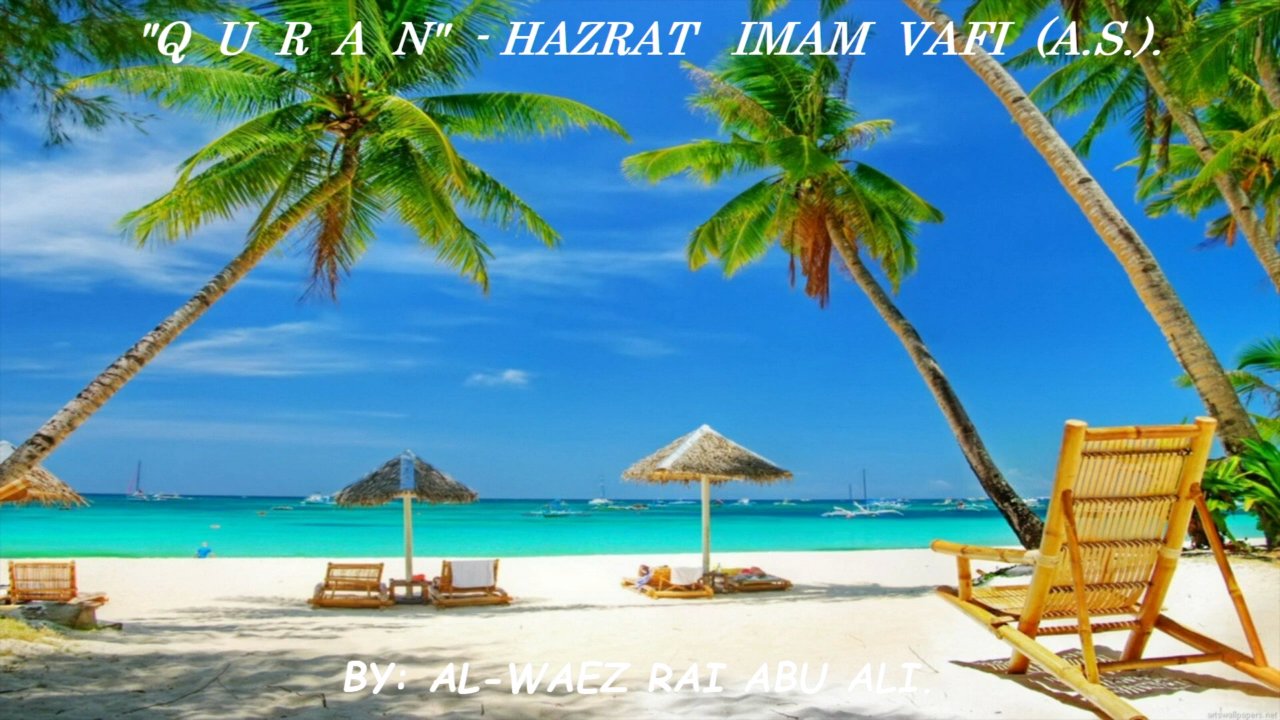 "Q U R A N" - HAZRAT IMAM VAFI (A.S.).
BY: AL-WAEZ RAI ABU ALI.